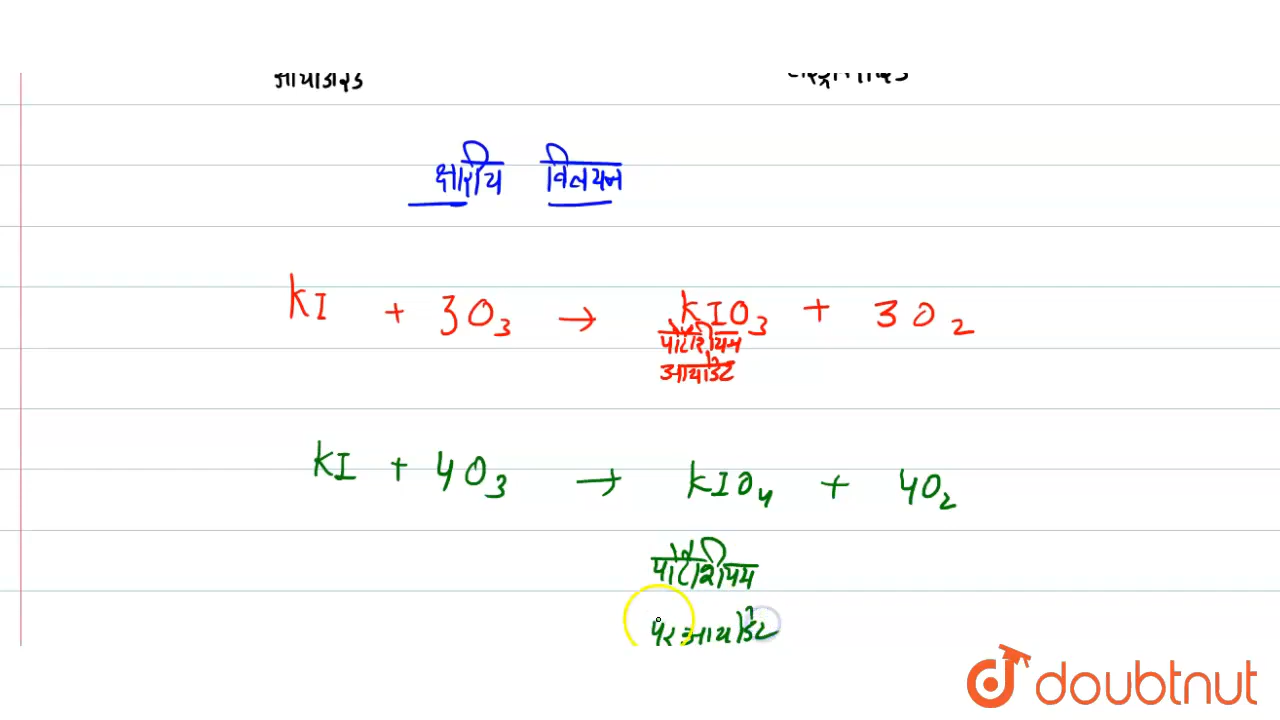 क्षारीय विलयन
KI + 3O₃ → KIO₃ + 3O₂
पोटेशियम
आयोडेट
KI + 4O₃ → KIO₄ + 4O₂
पोटेशियम
परआयोडेट
doubtnut